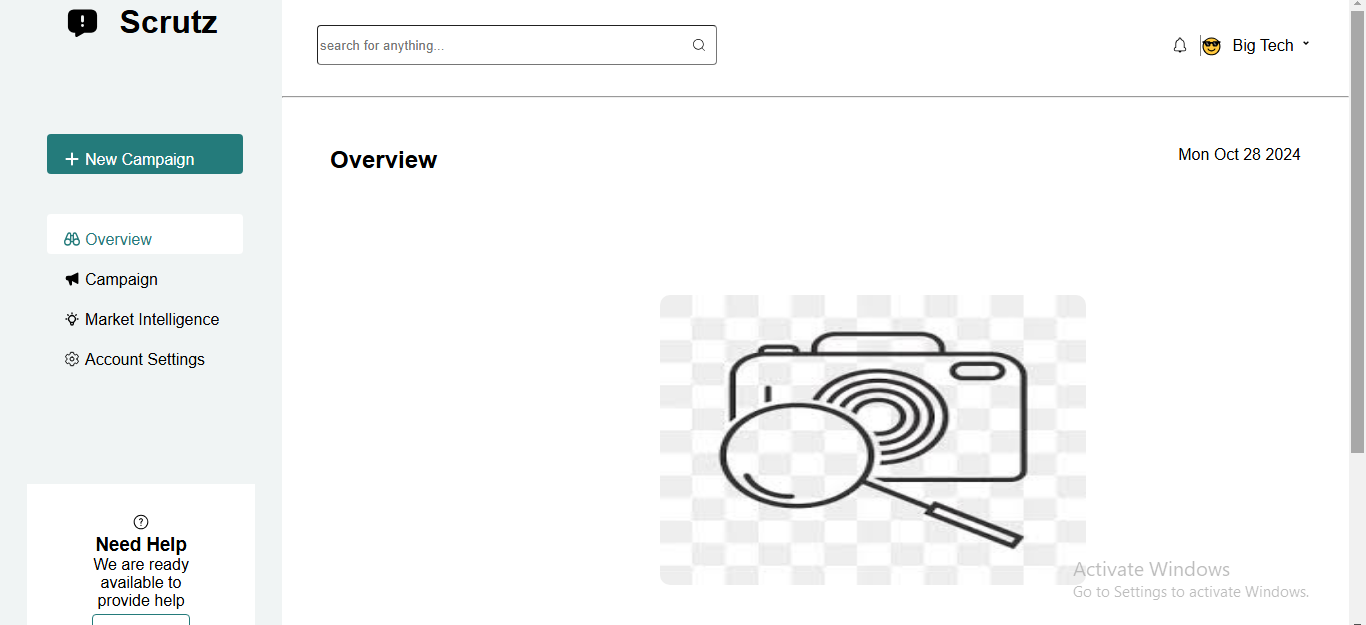 Scrutz
search for anything...
Big Tech
New Campaign
Overview
Mon Oct 28 2024
Overview
Campaign
Market Intelligence
Account Settings
Need Help
We are ready
available to
provide help
Activate Windows
Go to Settings to activate Windows.